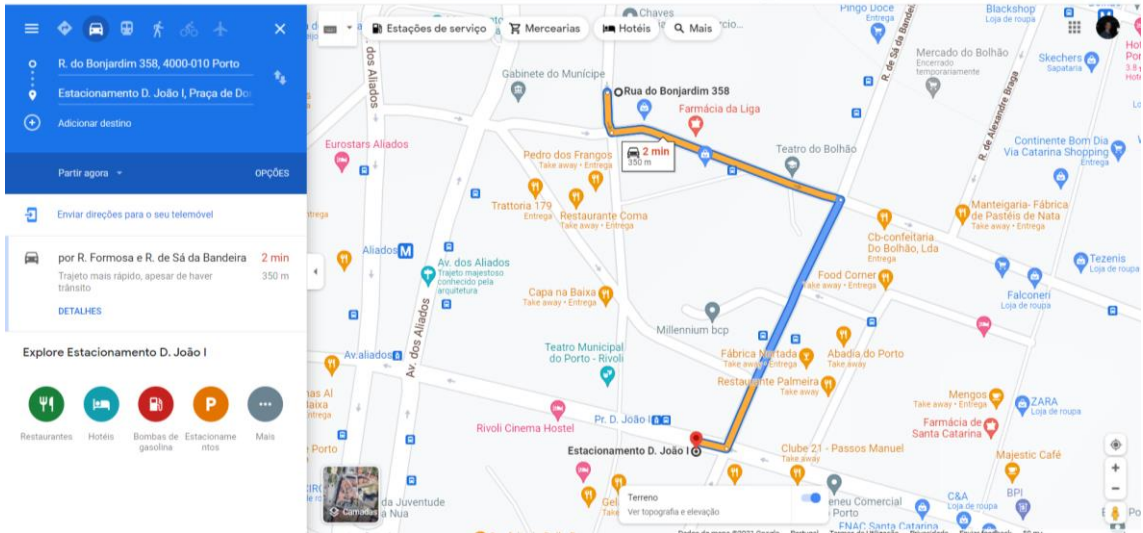 R. do Bonjardim 358, 4000-010 Porto
Estacionamento D. João I, Praça de Do
Adicionar destino
Partir agora
OPÇÕES
Enviar direções para o seu telemóvel
por R. Formosa e R. de Sá da Bandeira
2 min
Trajeto mais rápido, apesar de haver
trânsito
350 m
DETALHES
Explore Estacionamento D. João I
Restaurantes
Hotéis
Bombas de
gasolina
Estacioname
ntos
Mais
Estações de serviço
Mercearias
Hotéis
Mais
Chaves
Pingo Doce
Entrega
Blackshop
Loja de roupa
R. de Sá da Bandeira
Mercado do Bolhão
Encerrado
temporariamente
Skechers
Sapataria
3.8
dos Aliados
Gabinete do Munícipe
Rua do Bonjardim 358
Farmácia da Liga
R. de Alexandre Braga
Eurostars Aliados
Pedro dos Frangos
Take away • Entrega
2 min
350 m
Teatro do Bolhão
Continente Bom Dia
Via Catarina Shopping
Entrega
Trattoria 179
Entrega
Restaurante Coma
Take away • Entrega
Manteigaria- Fábrica
de Pastéis de Nata
Take away • Entrega
Aliados
M
Av. dos Aliados
Trajeto majestoso
conhecido pela
arquitetura
Cb-confeitaria
Do Bolhão, Lda
Entrega
Tezenis
Loja de roupa
Capa na Baixa
Take away • Entrega
Food Corner
Take away • Entrega
Falconeri
Loja de roupa
Av. dos Aliados
Millennium bcp
Av.aliados
Teatro Municipal
do Porto - Rivoli
Abadia do Porto
Take away
Restaurante Palmeira
Take away
Mengos
Take away • Entrega
ZARA
Loja de roupa
Rivoli Cinema Hostel
Pr. D. João I
Farmácia de
Santa Catarina
Estacionamento D. João I
Clube 21 - Passos Manuel
Take away
Majestic Café
Camadas
da Juventude
Terreno
Ver topografia e elevação
C&A
Loja de roupa
BPI
FNAC Santa Catarina